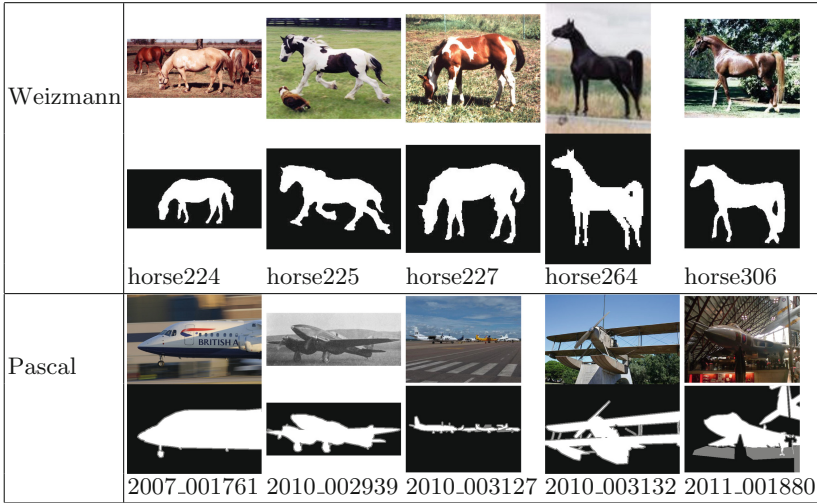 Weizmann
horse224 horse225 horse227 horse264 horse306
BRITISH A
Pascal
2007_001761 2010_002939 2010_003127 2010_003132 2011_001880